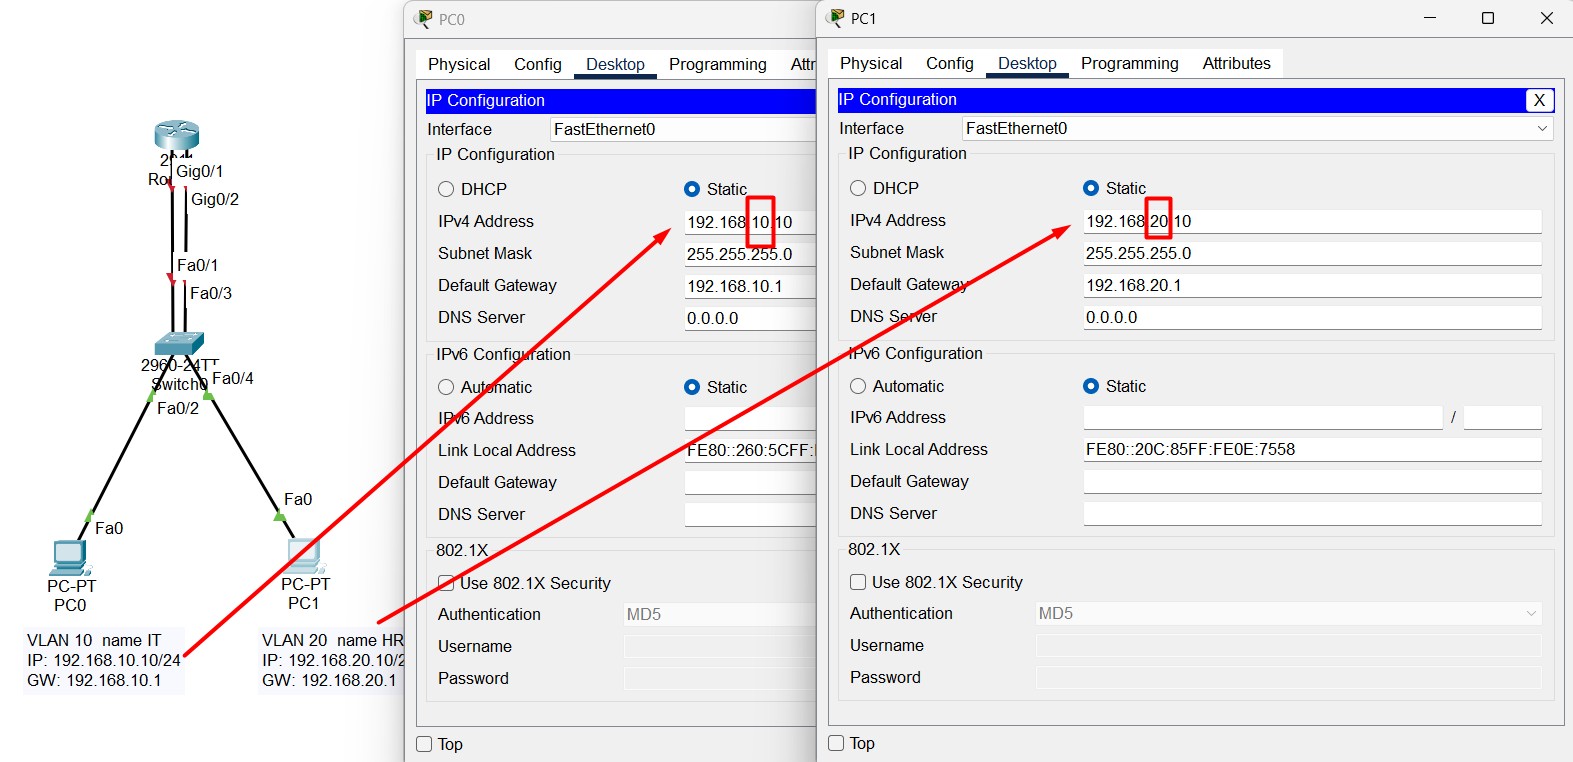 Gig0/1
Gig0/2
Fa0/1
Fa0/3
Switch0
Fa0/4
Fa0/2
Fa0
PC-PT
PC0
Fa0
PC-PT
PC1
VLAN 10  name IT
IP: 192.168.10.10/24
GW: 192.168.10.1
VLAN 20  name HR
IP: 192.168.20.10/2
GW: 192.168.20.1
PC0
Physical Config Desktop Programming Attr
IP Configuration
Interface FastEthernet0
IP Configuration
DHCP Static
IPv4 Address 192.168.10.10
Subnet Mask 255.255.255.0
Default Gateway 192.168.10.1
DNS Server 0.0.0.0
IPv6 Configuration
Automatic Static
IPv6 Address
Link Local Address FE80::260:5CFF:
Default Gateway
DNS Server
802.1X
Use 802.1X Security
Authentication MD5
Username
Password
Top
PC1
Physical Config Desktop Programming Attributes
IP Configuration X
Interface FastEthernet0
IP Configuration
DHCP Static
IPv4 Address 192.168.20.10
Subnet Mask 255.255.255.0
Default Gateway 192.168.20.1
DNS Server 0.0.0.0
IPv6 Configuration
Automatic Static
IPv6 Address /
Link Local Address FE80::20C:85FF:FE0E:7558
Default Gateway
DNS Server
802.1X
Use 802.1X Security
Authentication MD5
Username
Password
Top